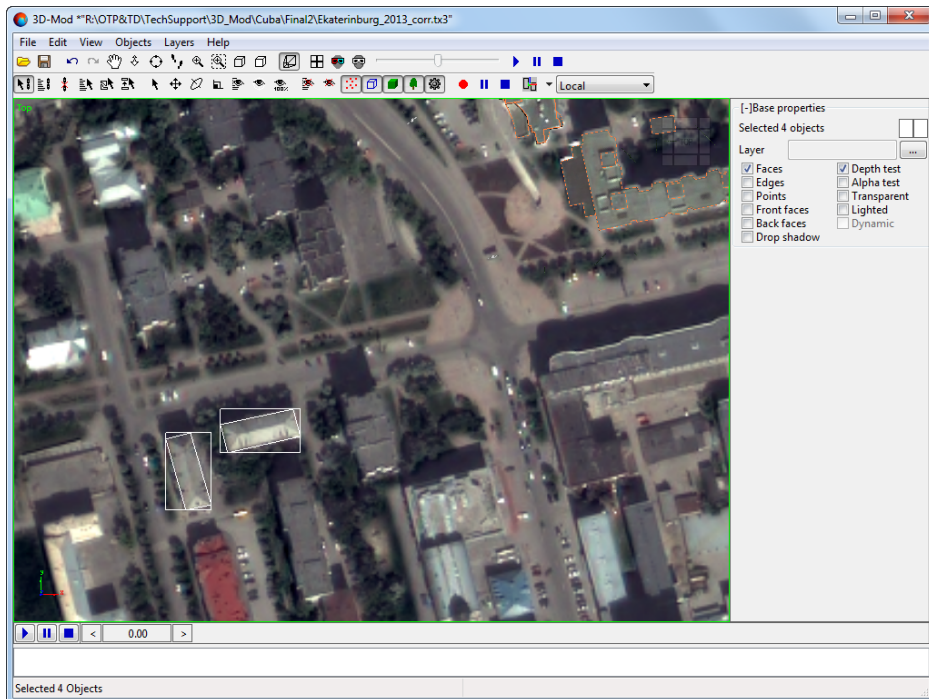 3D-Mod *"R:\OTP&TD\TechSupport\3D_Mod\Cuba\Final2\Ekaterinburg_2013_corr.tx3"
File Edit View Objects Layers Help
100%
Local
Top
[-]Base properties
Selected 4 objects
Layer ...
Faces Depth test
Edges Alpha test
Points Transparent
Front faces Lighted
Back faces Dynamic
Drop shadow
< 0.00 >
Selected 4 Objects